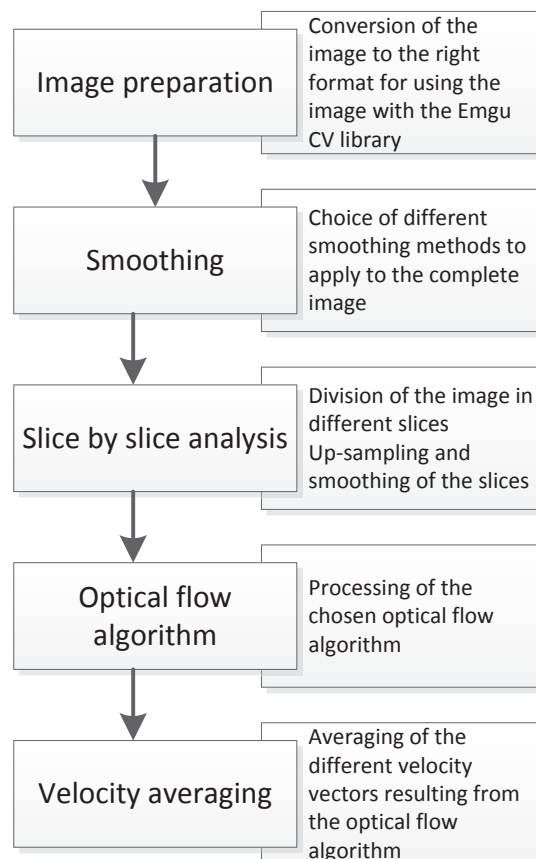 Image preparation
Conversion of the
image to the right
format for using the
image with the Emgu
CV library
Smoothing
Choice of different
smoothing methods to
apply to the complete
image
Slice by slice analysis
Division of the image in
different slices
Up-sampling and
smoothing of the slices
Optical flow
algorithm
Processing of the
chosen optical flow
algorithm
Velocity averaging
Averaging of the
different velocity
vectors resulting from
the optical flow
algorithm